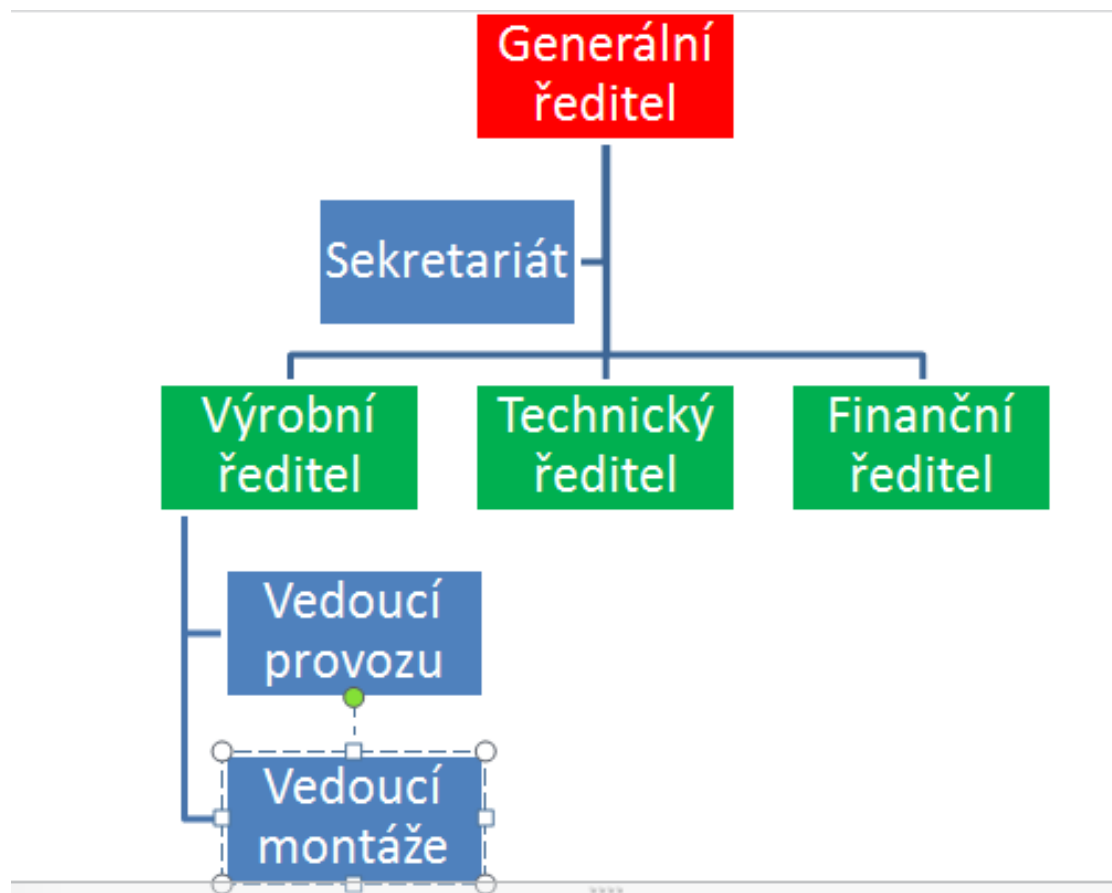 Generální
ředitel
Sekretariát
Výrobní
ředitel
Technický
ředitel
Finanční
ředitel
Vedoucí
provozu
Vedoucí
montáže